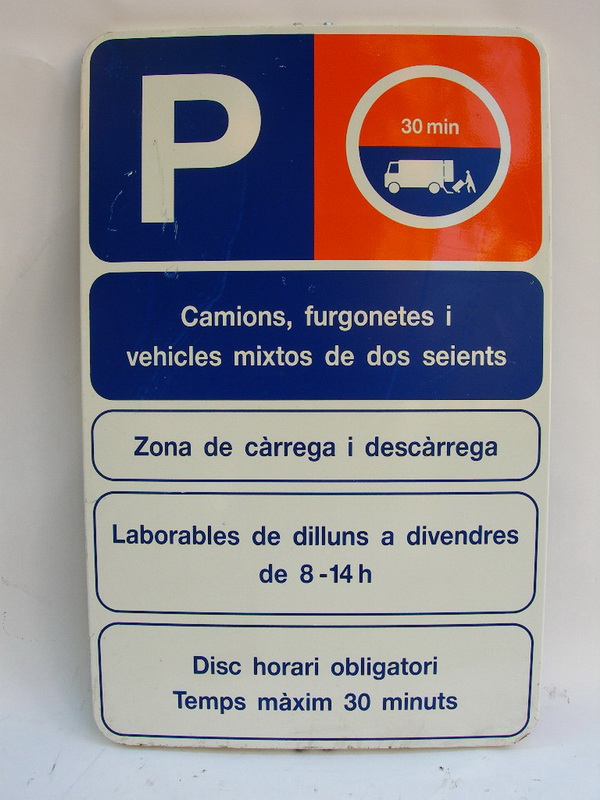 P
30 min
Camions, furgonetes i
vehicles mixtos de dos seients
Zona de càrrega i descàrrega
Laborables de dilluns a divendres
de 8-14 h
Disc horari obligatori
Temps màxim 30 minuts